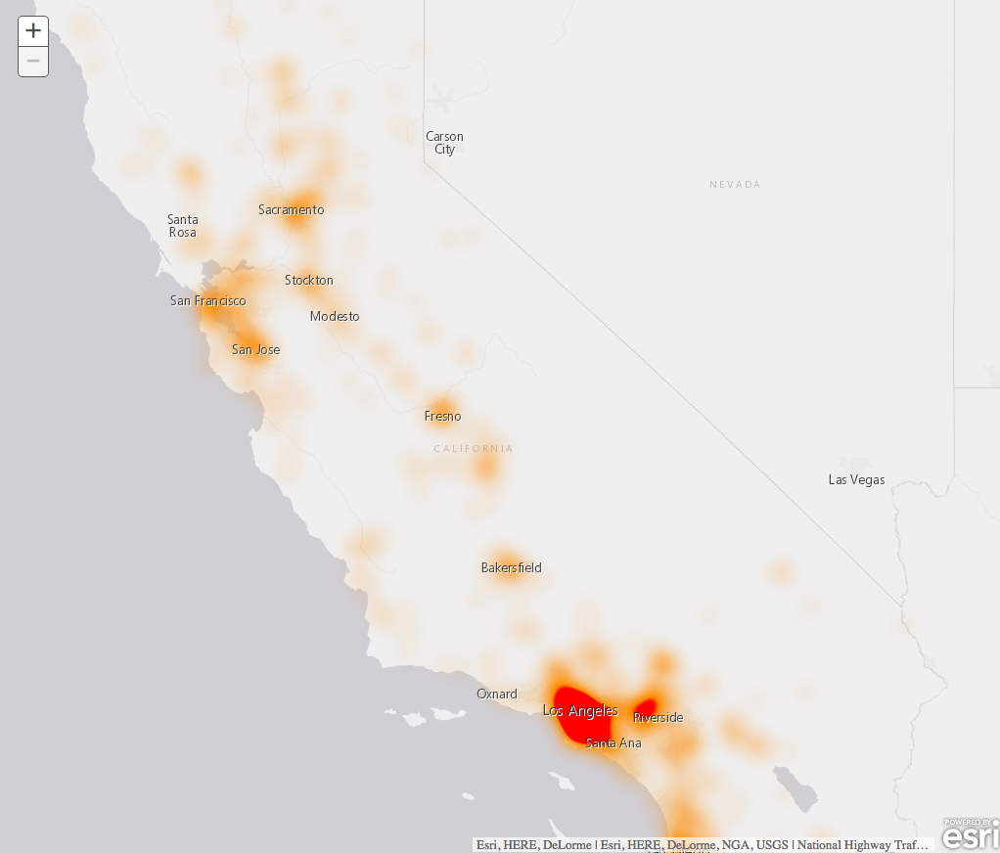 +
−
Carson
City
NEVADA
Sacramento
Santa
Rosa
Stockton
San Francisco
Modesto
San Jose
Fresno
CALIFORNIA
Las Vegas
Bakersfield
Oxnard
Los Angeles
Riverside
Santa Ana
POWERED BY
esri
Esri, HERE, DeLorme | Esri, HERE, DeLorme, NGA, USGS | National Highway Traf…